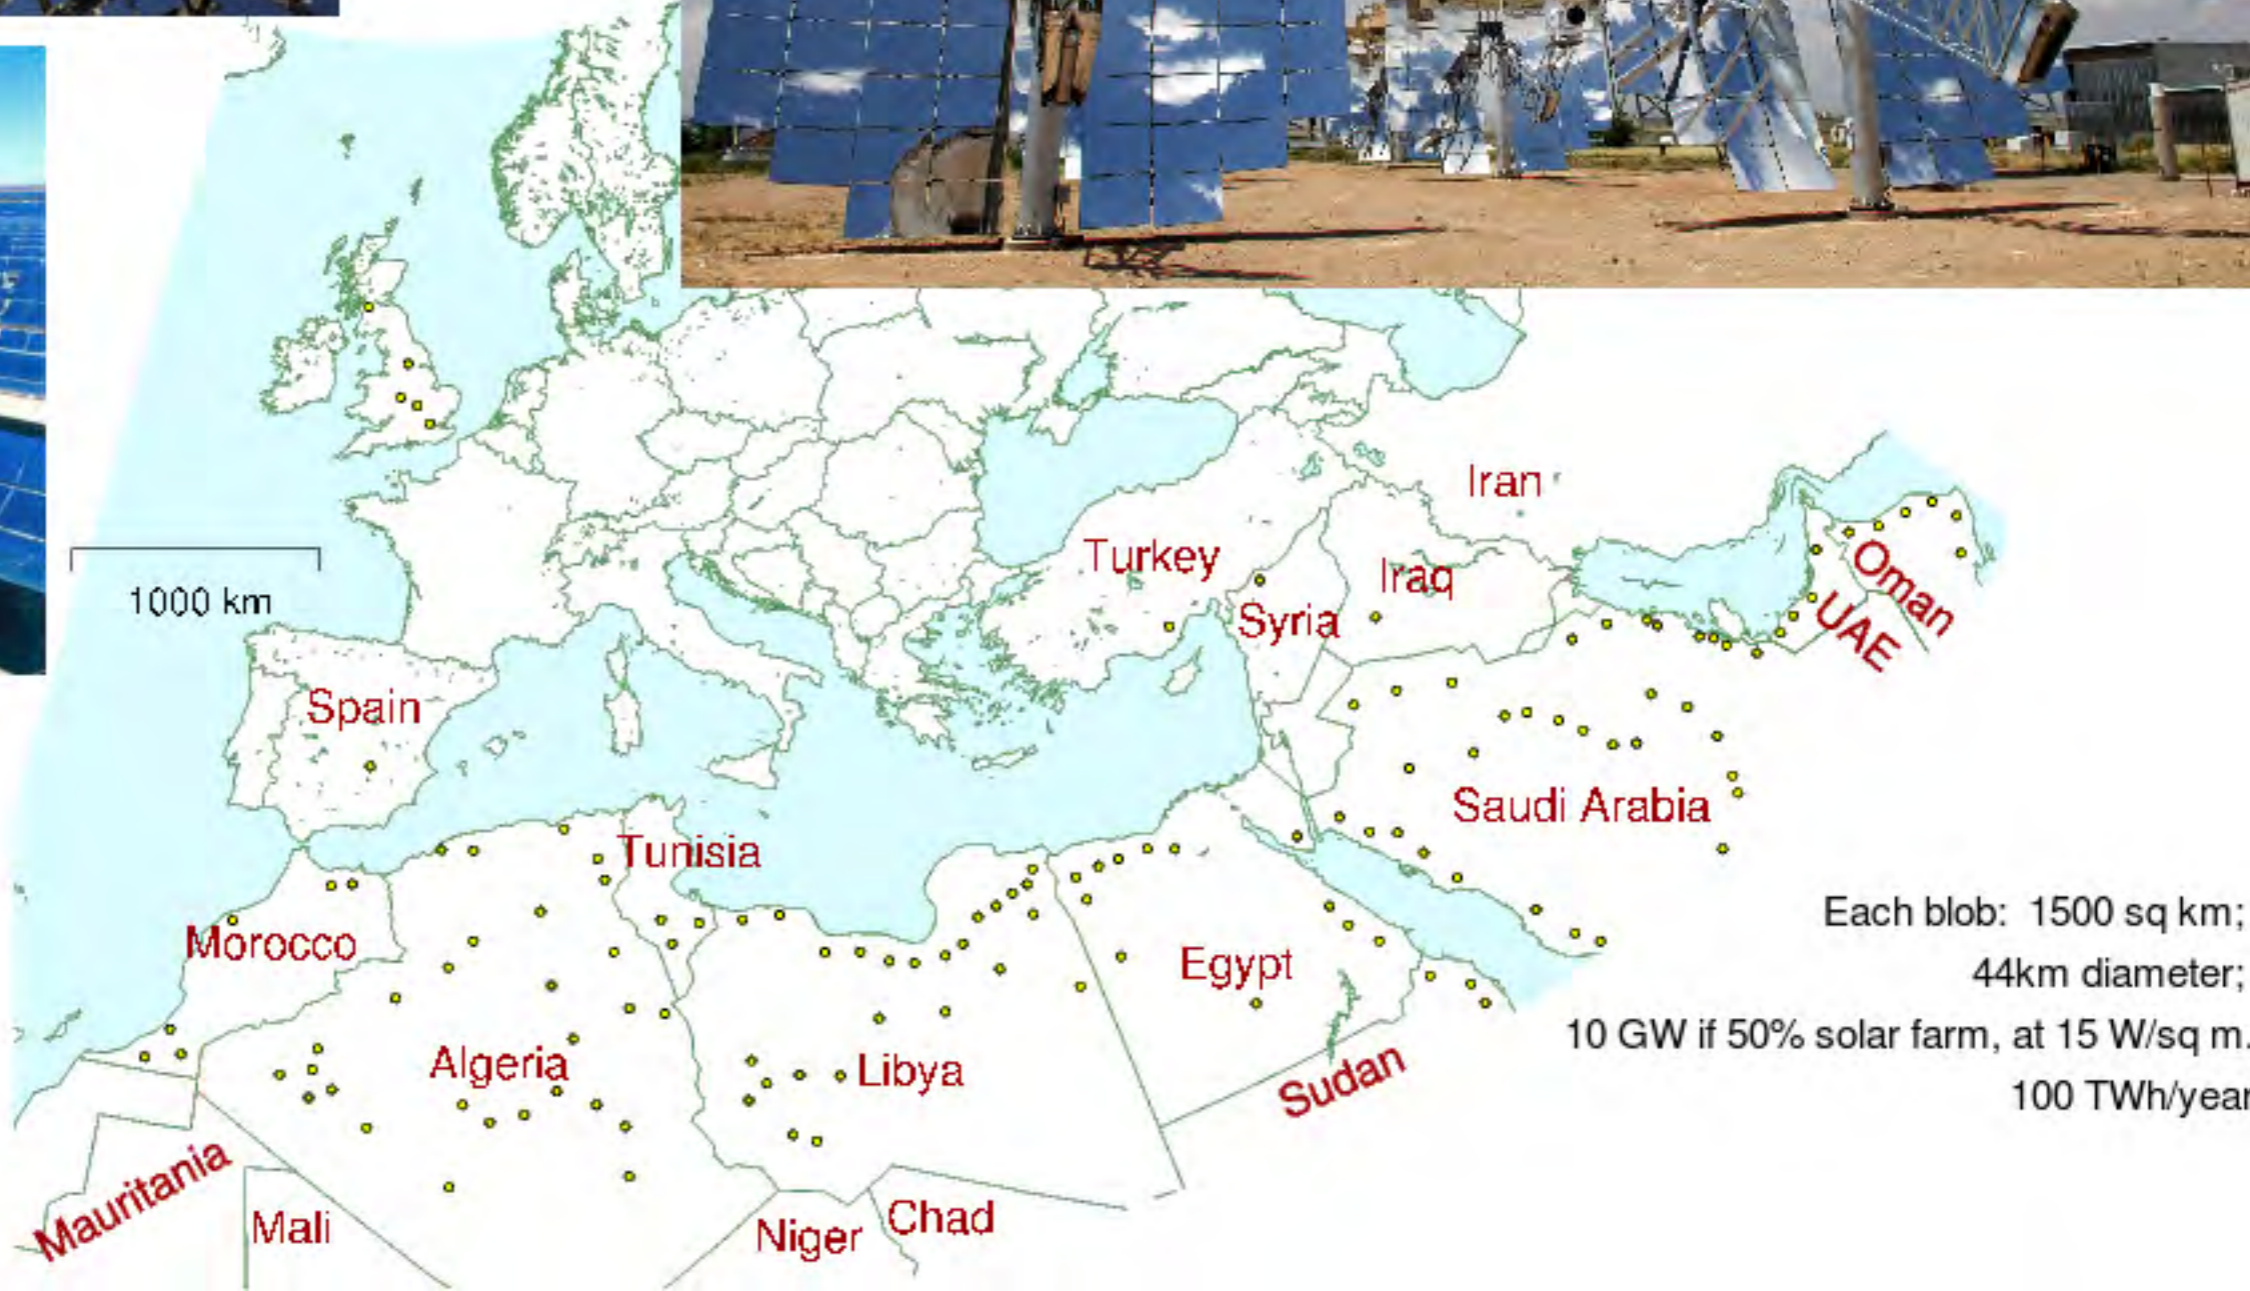 Iran
Turkey
Iraq
Oman
1000 km
Syria
UAE
Spain
Saudi Arabia
Tunisia
Each blob: 1500 sq km;
Morocco
Egypt
44km diameter;
10 GW if 50% solar farm, at 15 W/sq m.
Algeria
Libya
Sudan
100 TWh/year
Mauritania
Mali
Niger
Chad